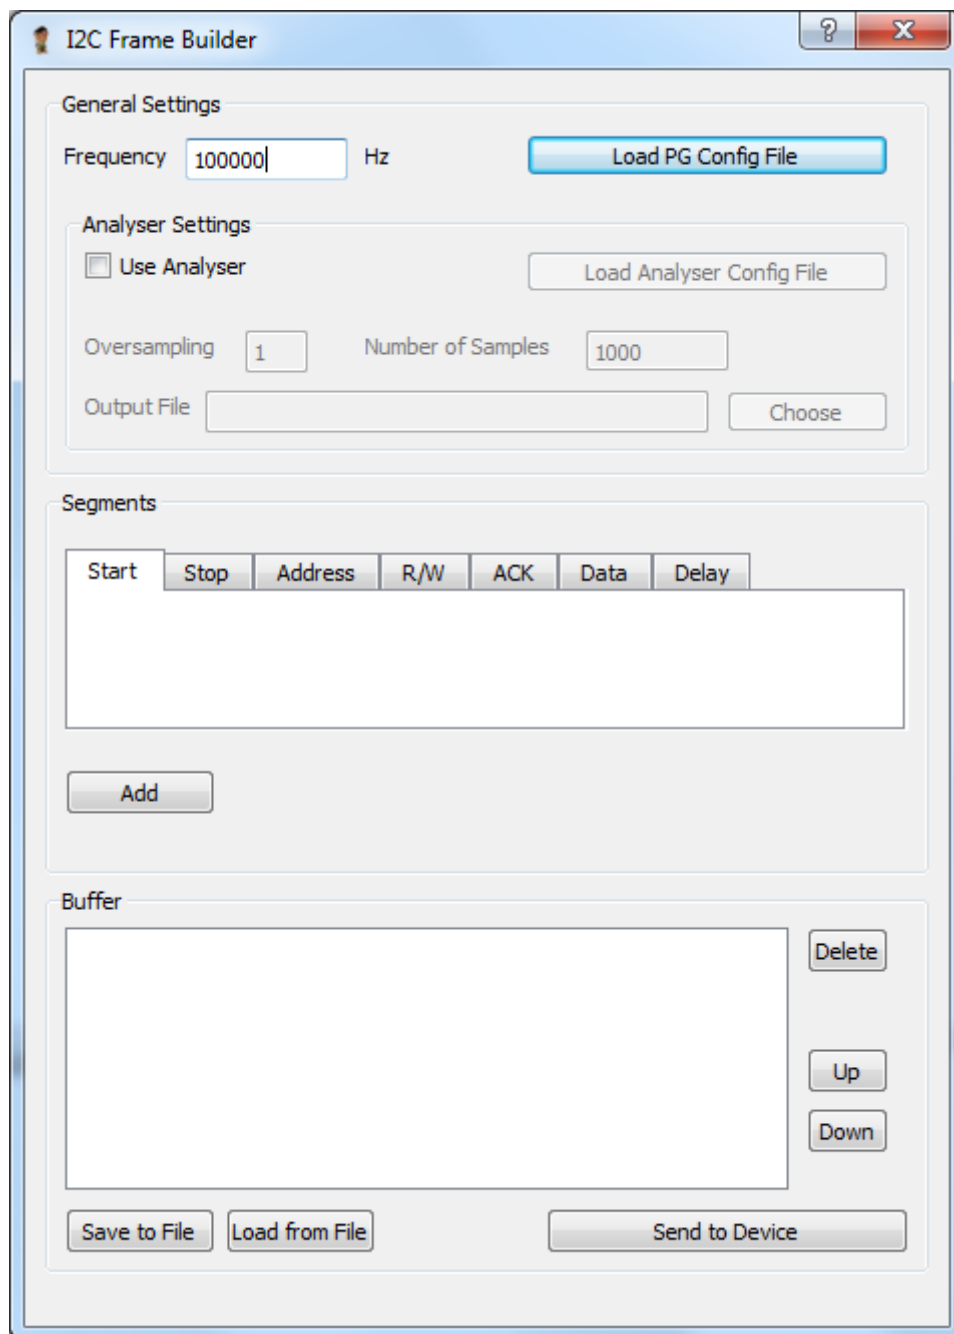 I2C Frame Builder
General Settings
Frequency 100000 Hz Load PG Config File
Analyser Settings
Use Analyser Load Analyser Config File
Oversampling 1 Number of Samples 1000
Output File Choose
Segments
Start Stop Address R/W ACK Data Delay
Add
Buffer
Delete
Up
Down
Save to File Load from File Send to Device